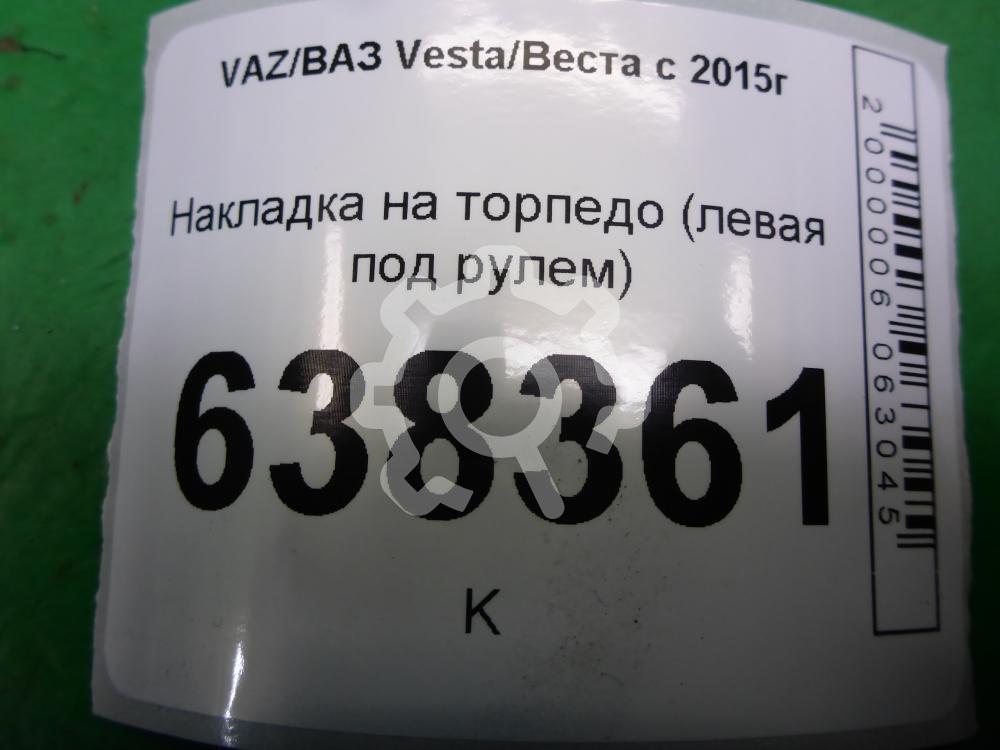 VAZ/ВАЗ Vesta/Веста с 2015г
Накладка на торпедо (левая
под рулем)
638361
К
2000006063045